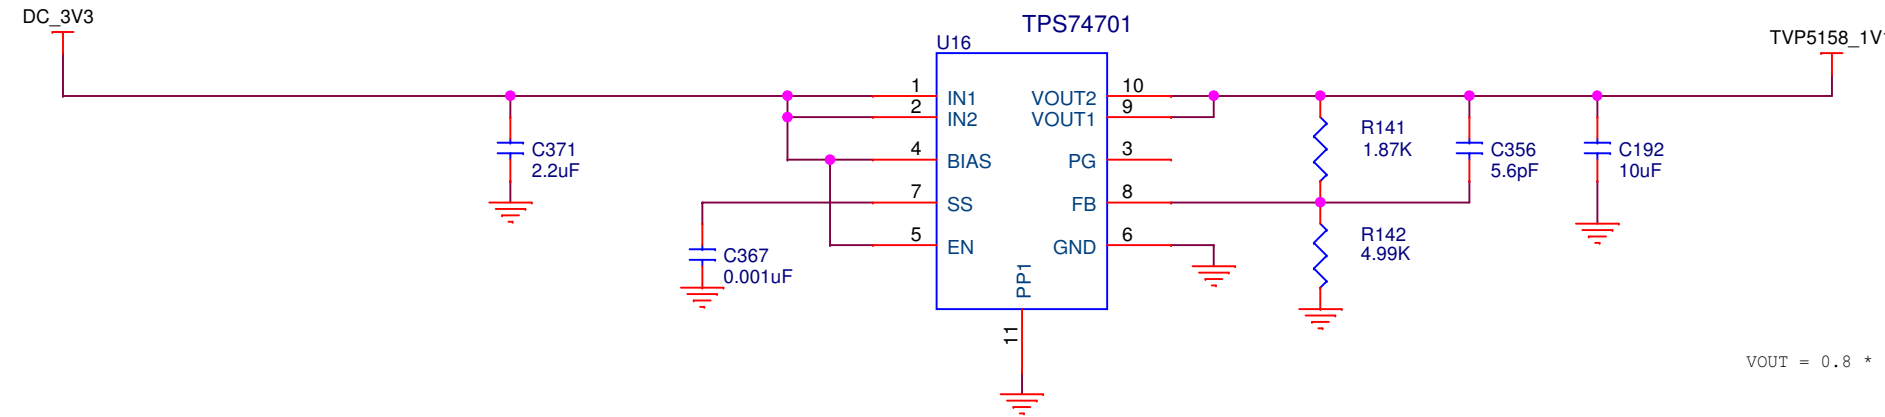 DC_3V3
TPS74701
TVP5158_1V1
U16
1
IN1
VOUT2
10
2
IN2
VOUT1
9
R141
1.87K
C371
2.2uF
4
BIAS
PG
3
C356
5.6pF
C192
10uF
7
SS
FB
8
5
EN
GND
6
R142
4.99K
C367
0.001uF
PP1
11
VOUT = 0.8 *